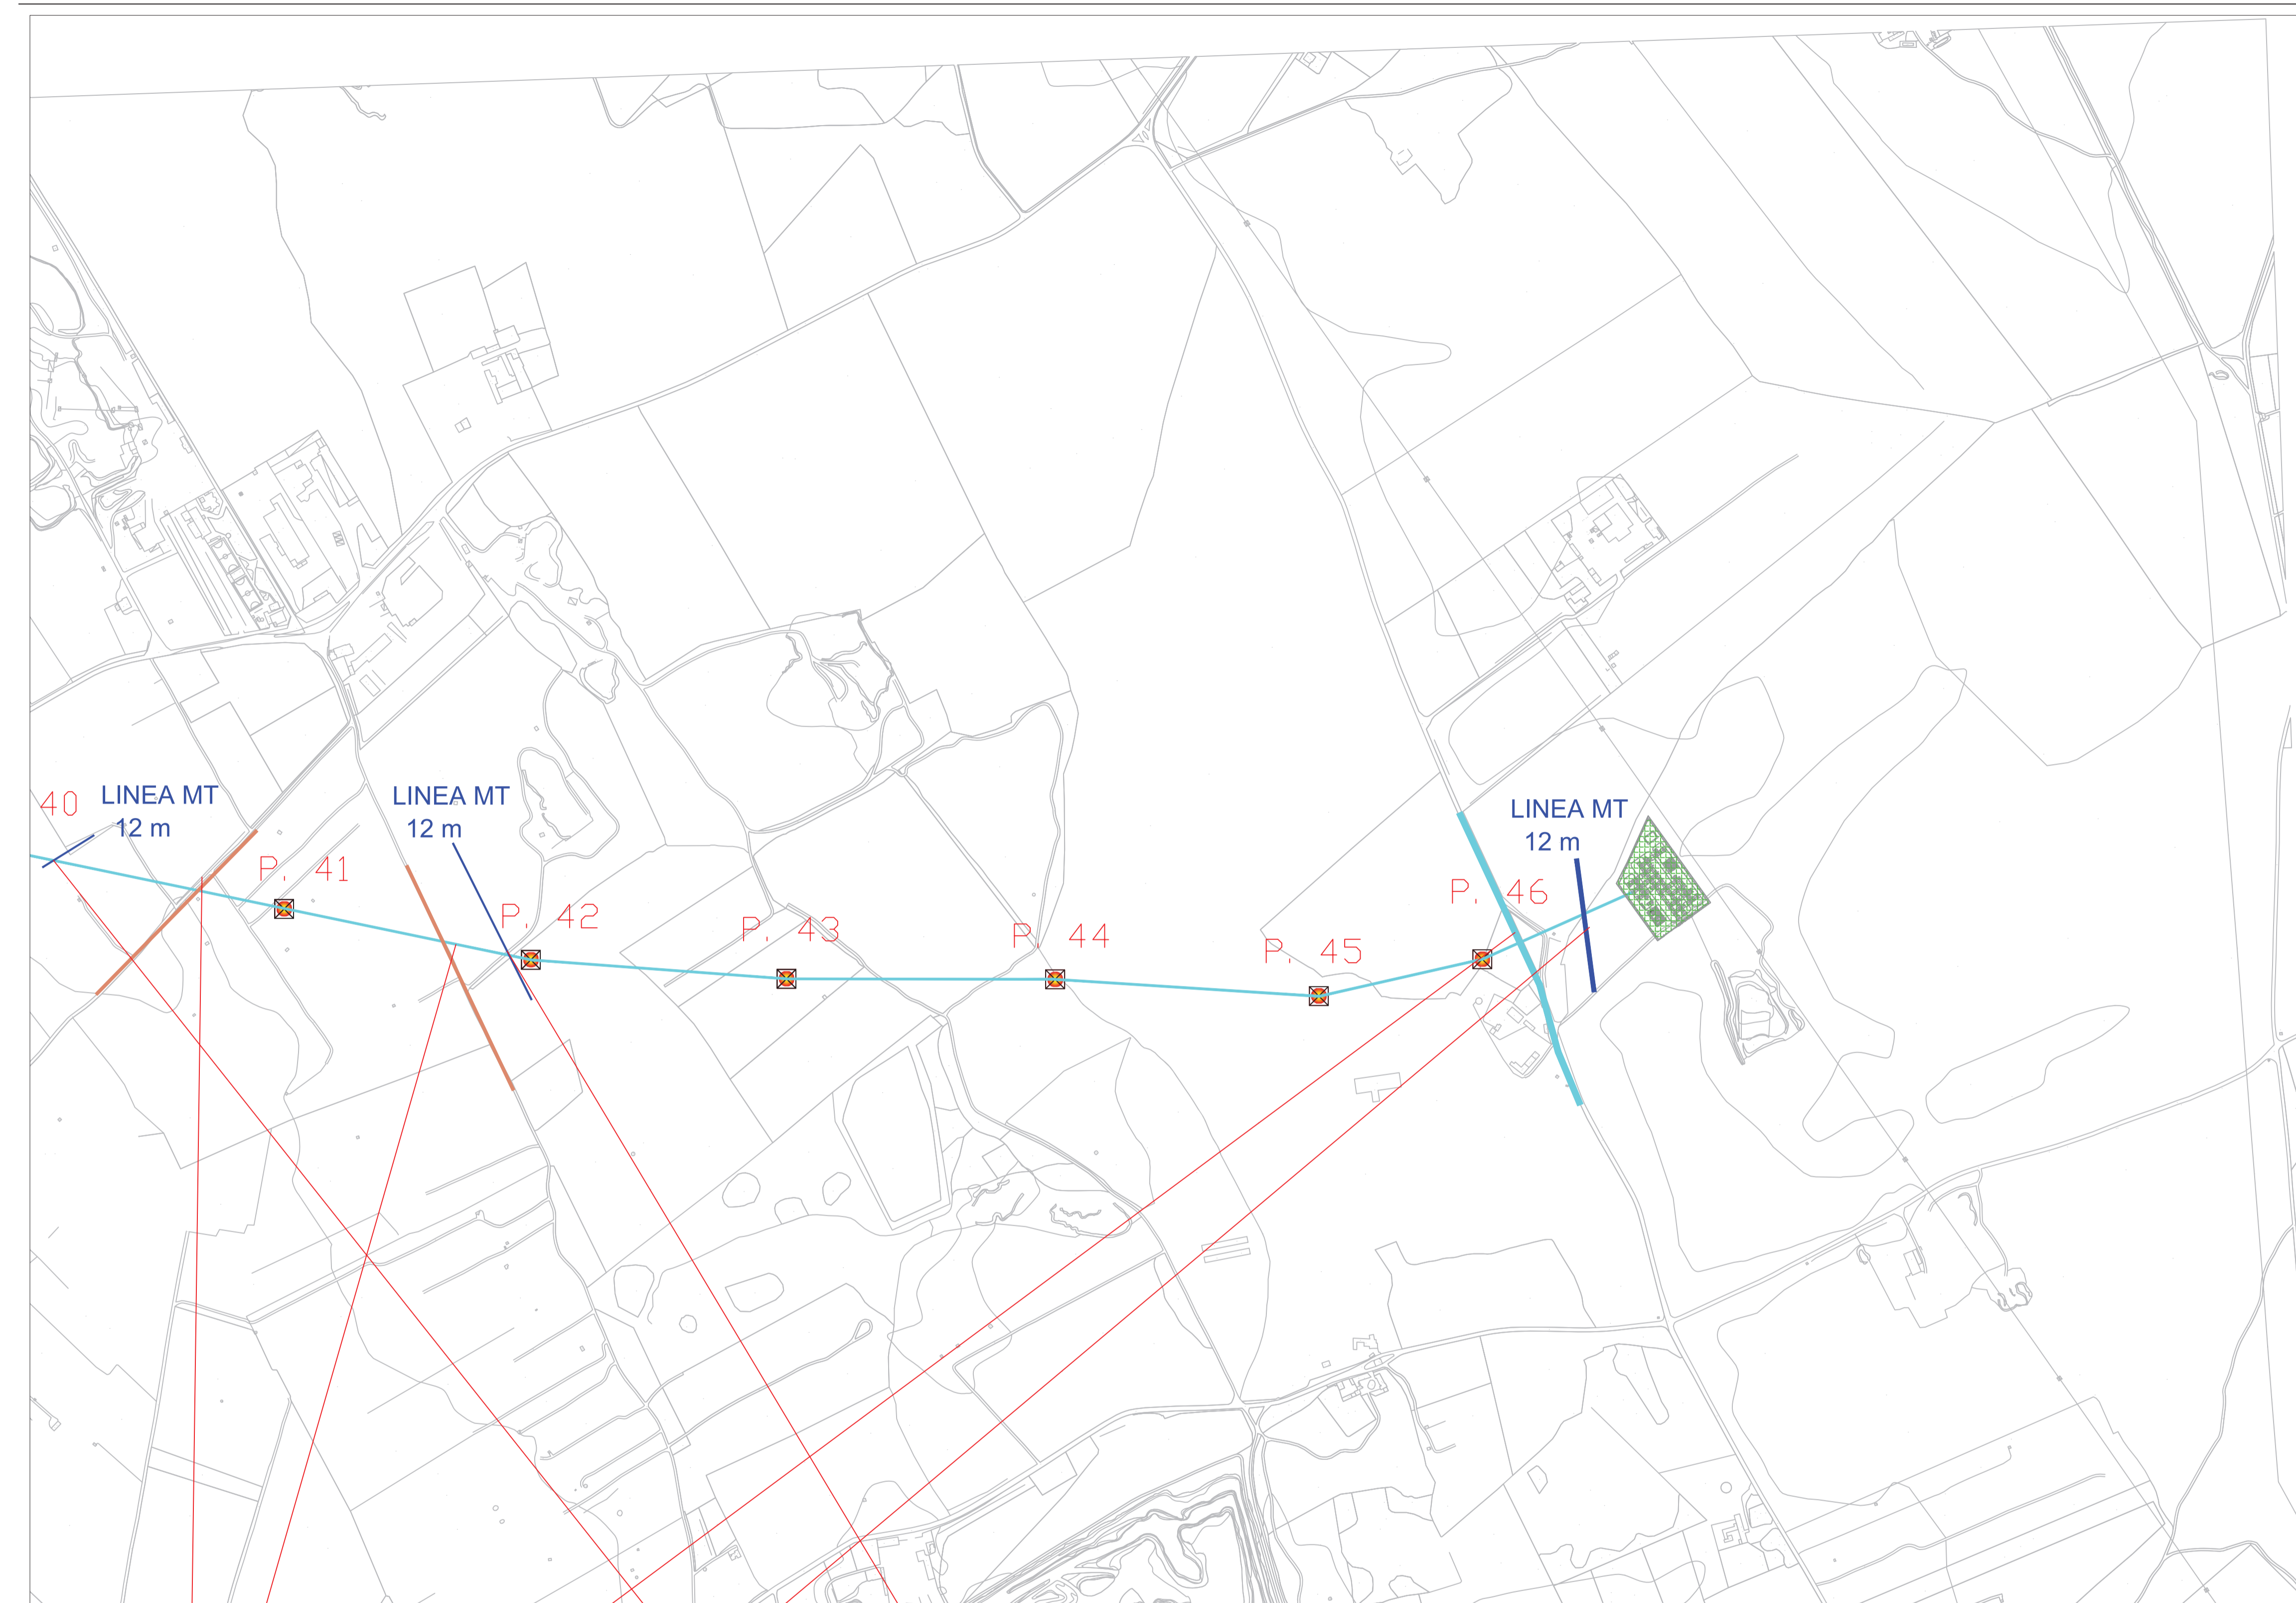 40
LINEA MT
12 m
P. 41
LINEA MT
12 m
P. 42
P. 43
P. 44
P. 45
P. 46
LINEA MT
12 m